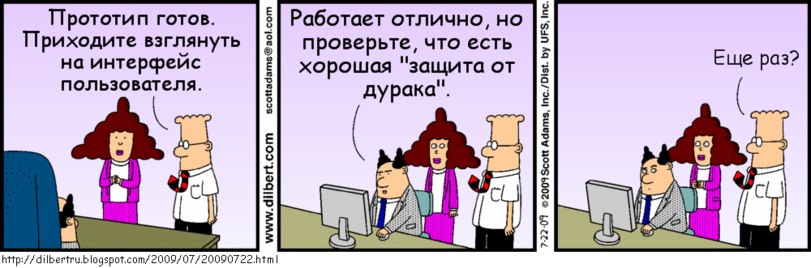 Прототип готов.
Приходите взглянуть
на интерфейс
пользователя.
scottadams@aol.com
www.dilbert.com
Работает отлично, но
проверьте, что есть
хорошая "защита от
дурака".
7-22-09 ©2009 Scott Adams, Inc./Dist. by UFS, Inc.
Еще раз?
http://dilbertru.blogspot.com/2009/07/20090722.html